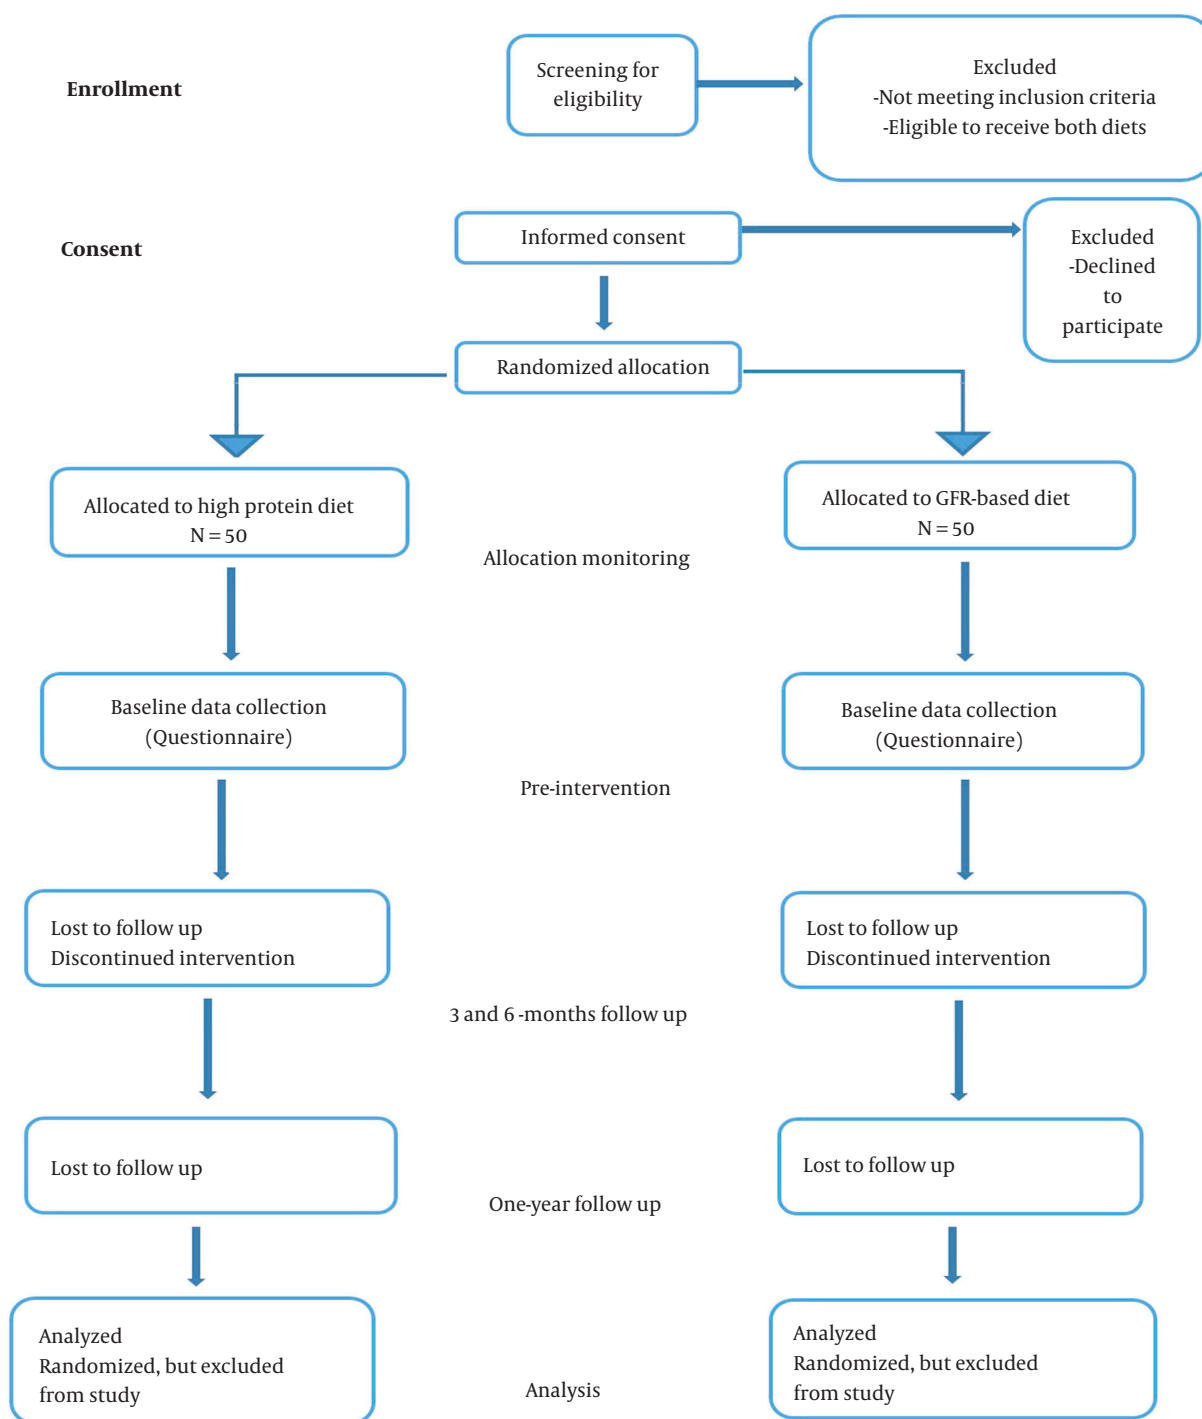 Enrollment
Screening for
eligibility
Excluded
-Not meeting inclusion criteria
-Eligible to receive both diets
Consent
Informed consent
Excluded
-Declined
to
participate
Randomized allocation
Allocated to high protein diet
N = 50
Allocated to GFR-based diet
N = 50
Allocation monitoring
Baseline data collection
(Questionnaire)
Baseline data collection
(Questionnaire)
Pre-intervention
Lost to follow up
Discontinued intervention
Lost to follow up
Discontinued intervention
3 and 6 -months follow up
Lost to follow up
Lost to follow up
One-year follow up
Analyzed
Randomized, but excluded
from study
Analyzed
Randomized, but excluded
from study
Analysis